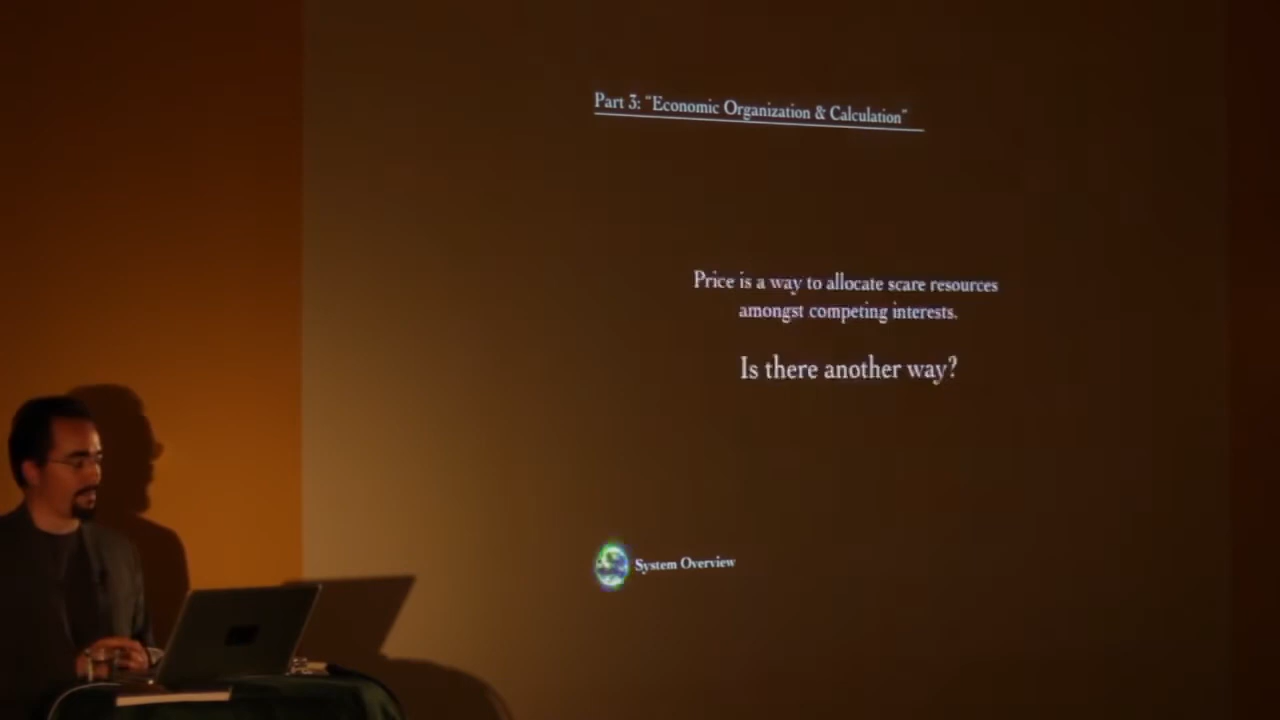 Part 3: "Economic Organization & Calculation"
Price is a way to allocate scare resources
amongst competing interests.
Is there another way?
System Overview